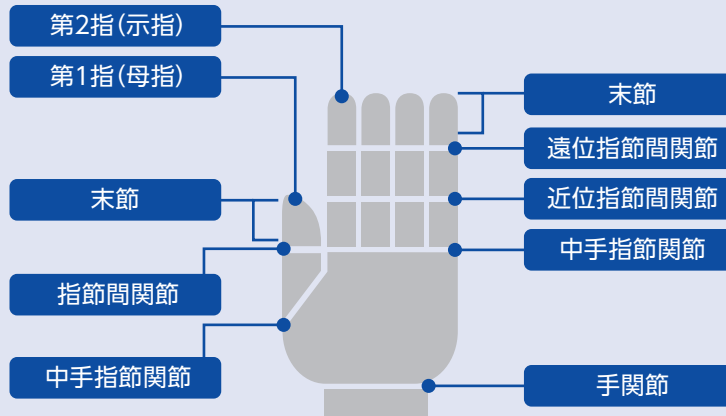 第2指(示指)
第1指(母指)
末節
指節間関節
中手指節関節
末節
遠位指節間関節
近位指節間関節
中手指節関節
手関節